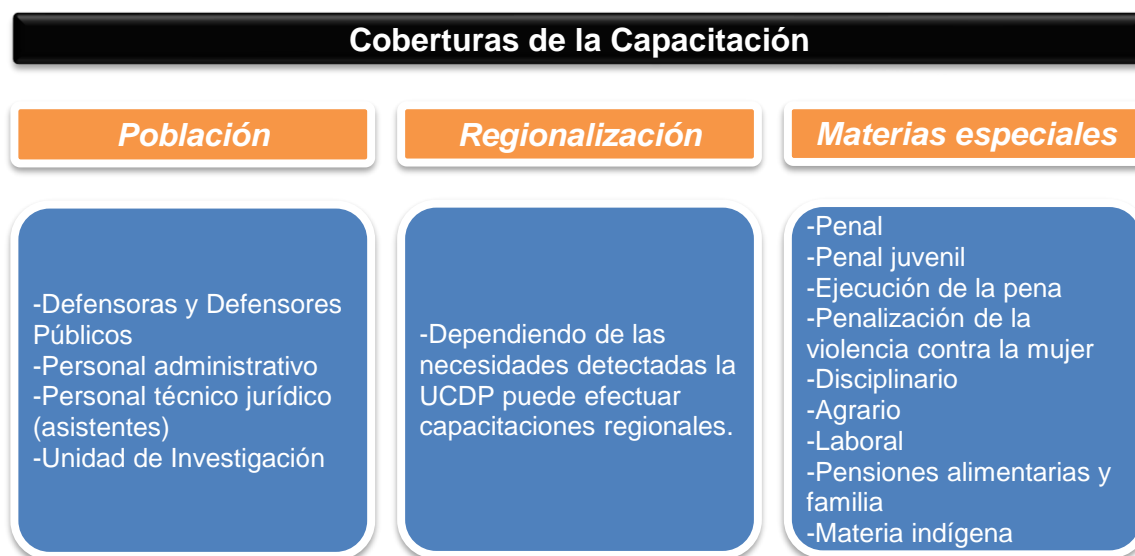 Coberturas de la Capacitación
Población
-Defensoras y Defensores
Públicos
-Personal administrativo
-Personal técnico jurídico
(asistentes)
-Unidad de Investigación
Regionalización
-Dependiendo de las
necesidades detectadas la
UCDP puede efectuar
capacitaciones regionales.
Materias especiales
-Penal
-Penal juvenil
-Ejecución de la pena
-Penalización de la
violencia contra la mujer
-Disciplinario
-Agrario
-Laboral
-Pensiones alimentarias y
familia
-Materia indígena